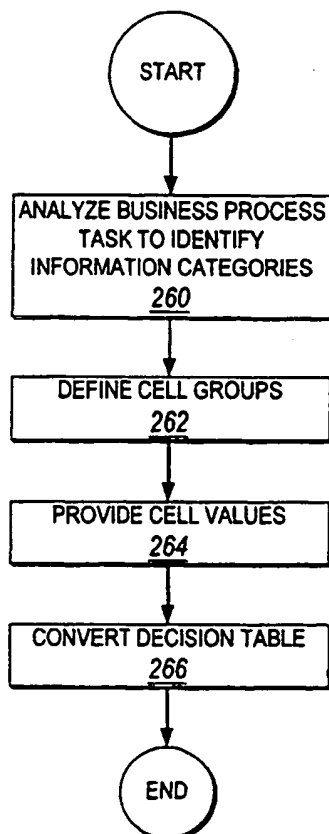 START
ANALYZE BUSINESS PROCESS
TASK TO IDENTIFY
INFORMATION CATEGORIES
260
DEFINE CELL GROUPS
262
PROVIDE CELL VALUES
264
CONVERT DECISION TABLE
266
END